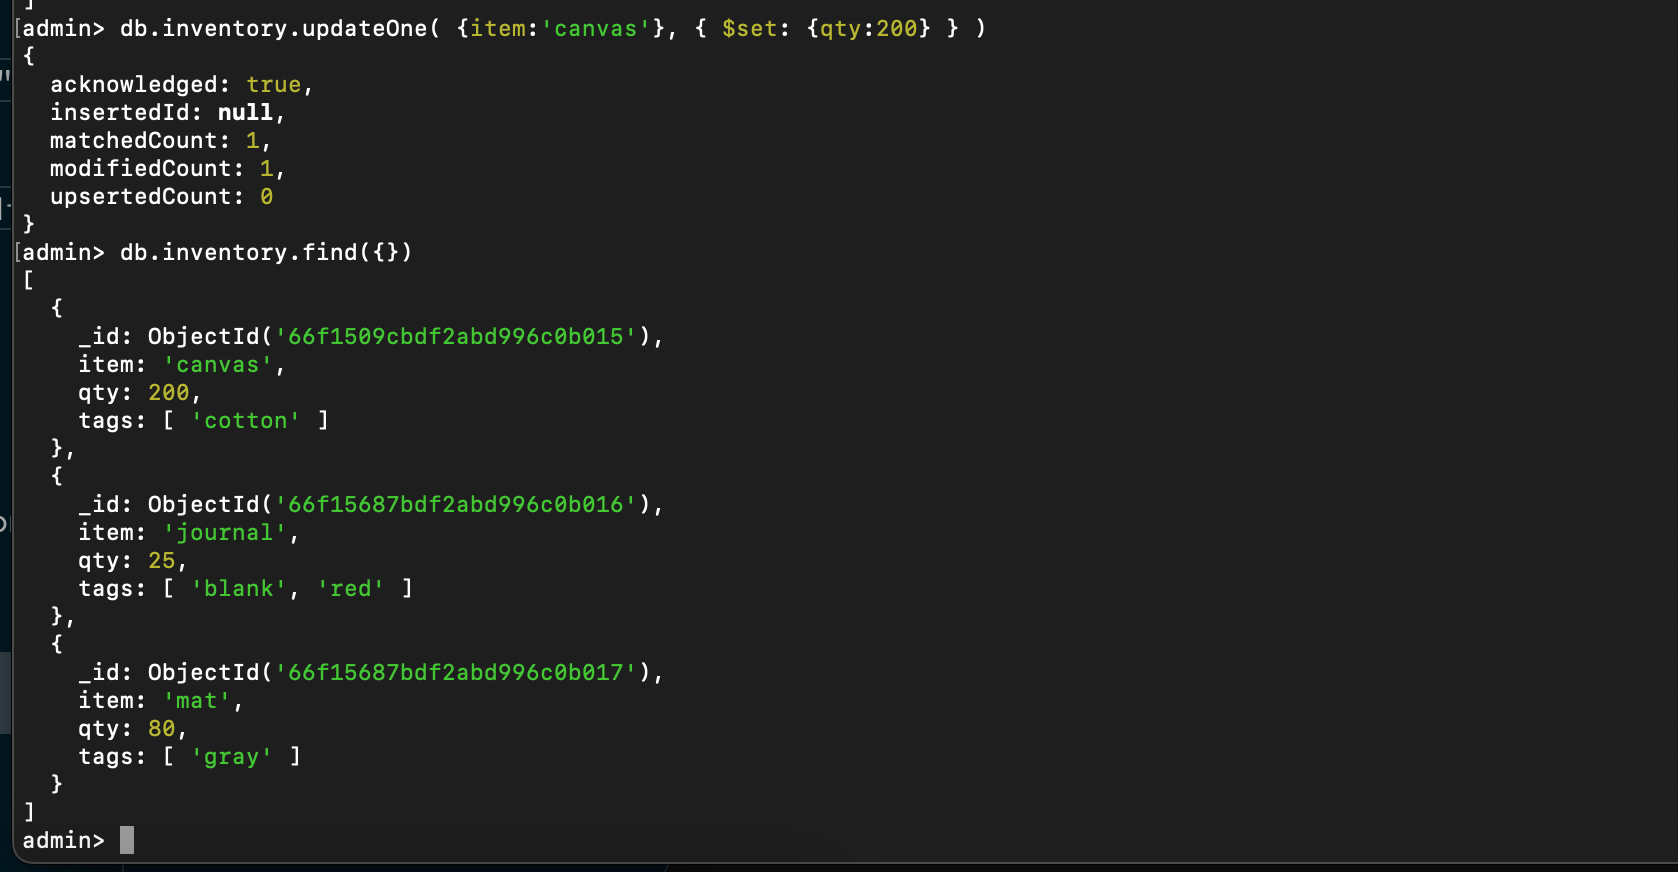 ]
[admin> db.inventory.updateOne( {item:'canvas'}, { $set: {qty:200} } )
{
  acknowledged: true,
  insertedId: null,
  matchedCount: 1,
  modifiedCount: 1,
  upsertedCount: 0
}
[admin> db.inventory.find({})
[
  {
    _id: ObjectId('66f1509cbdf2abd996c0b015'),
    item: 'canvas',
    qty: 200,
    tags: [ 'cotton' ]
  },
  {
    _id: ObjectId('66f15687bdf2abd996c0b016'),
    item: 'journal',
    qty: 25,
    tags: [ 'blank', 'red' ]
  },
  {
    _id: ObjectId('66f15687bdf2abd996c0b017'),
    item: 'mat',
    qty: 80,
    tags: [ 'gray' ]
  }
]
admin>